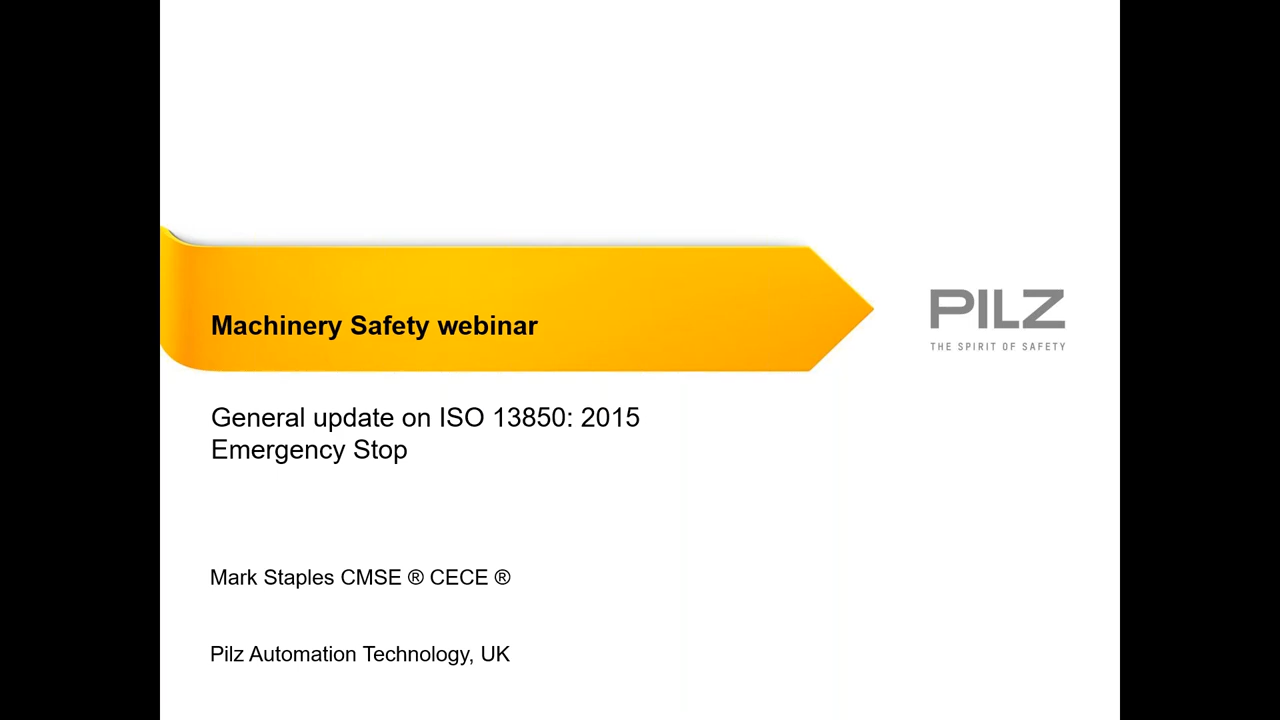 Machinery Safety webinar
PILZ
THE SPIRIT OF SAFETY
General update on ISO 13850: 2015
Emergency Stop
Mark Staples CMSE ® CECE ®
Pilz Automation Technology, UK